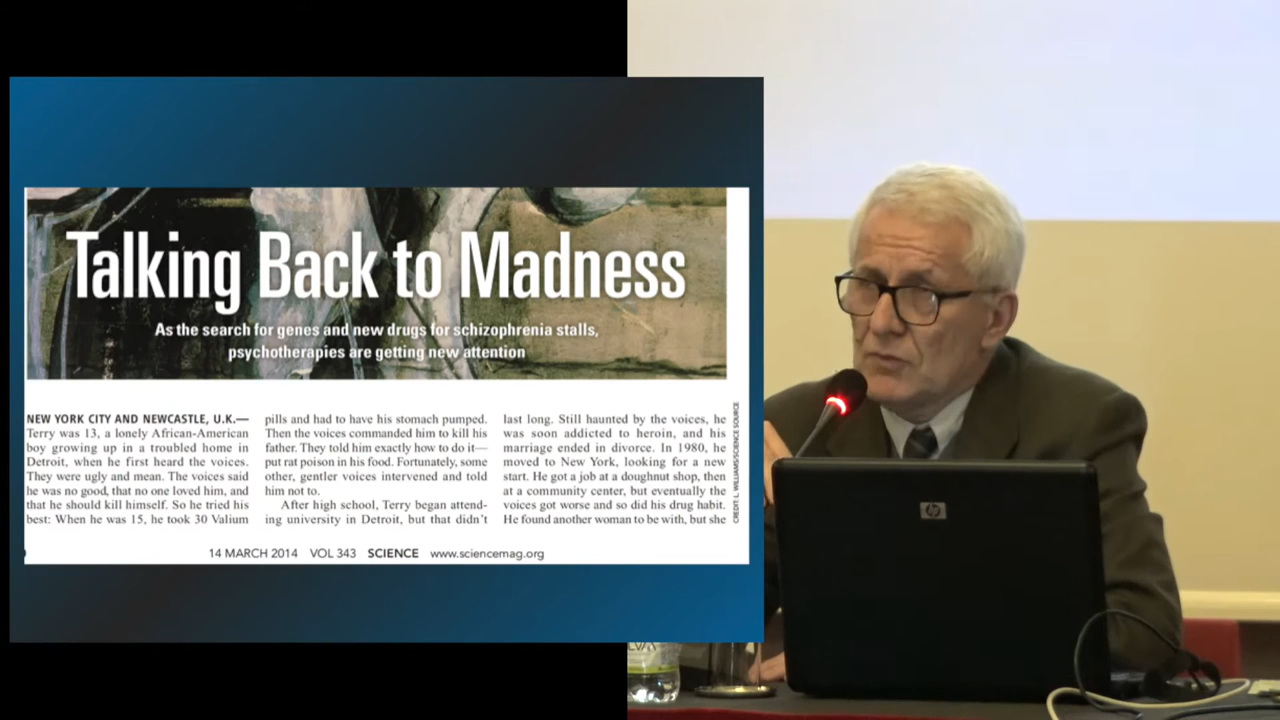 Talking Back to Madness
As the search for genes and new drugs for schizophrenia stalls,
psychotherapies are getting new attention
NEW YORK CITY AND NEWCASTLE, U.K.—
Terry was 13, a lonely African-American
boy growing up in a troubled home in
Detroit, when he first heard the voices.
They were ugly and mean. The voices said
he was no good, that no one loved him, and
that he should kill himself. So he tried his
best: When he was 15, he took 30 Valium
pills and had to have his stomach pumped.
Then the voices commanded him to kill his
father. They told him exactly how to do it—
put rat poison in his food. Fortunately, some
other, gentler voices intervened and told
him not to.
After high school, Terry began attend-
ing university in Detroit, but that didn't
last long. Still haunted by the voices, he
was soon addicted to heroin, and his
marriage ended in divorce. In 1980, he
moved to New York, looking for a new
start. He got a job at a doughnut shop, then
at a community center, but eventually the
voices got worse and so did his drug habit.
He found another woman to be with, but she
CREDIT: L. WILLIAMS/SCIENCE SOURCE
14 MARCH 2014 VOL 343 SCIENCE www.sciencemag.org
hp